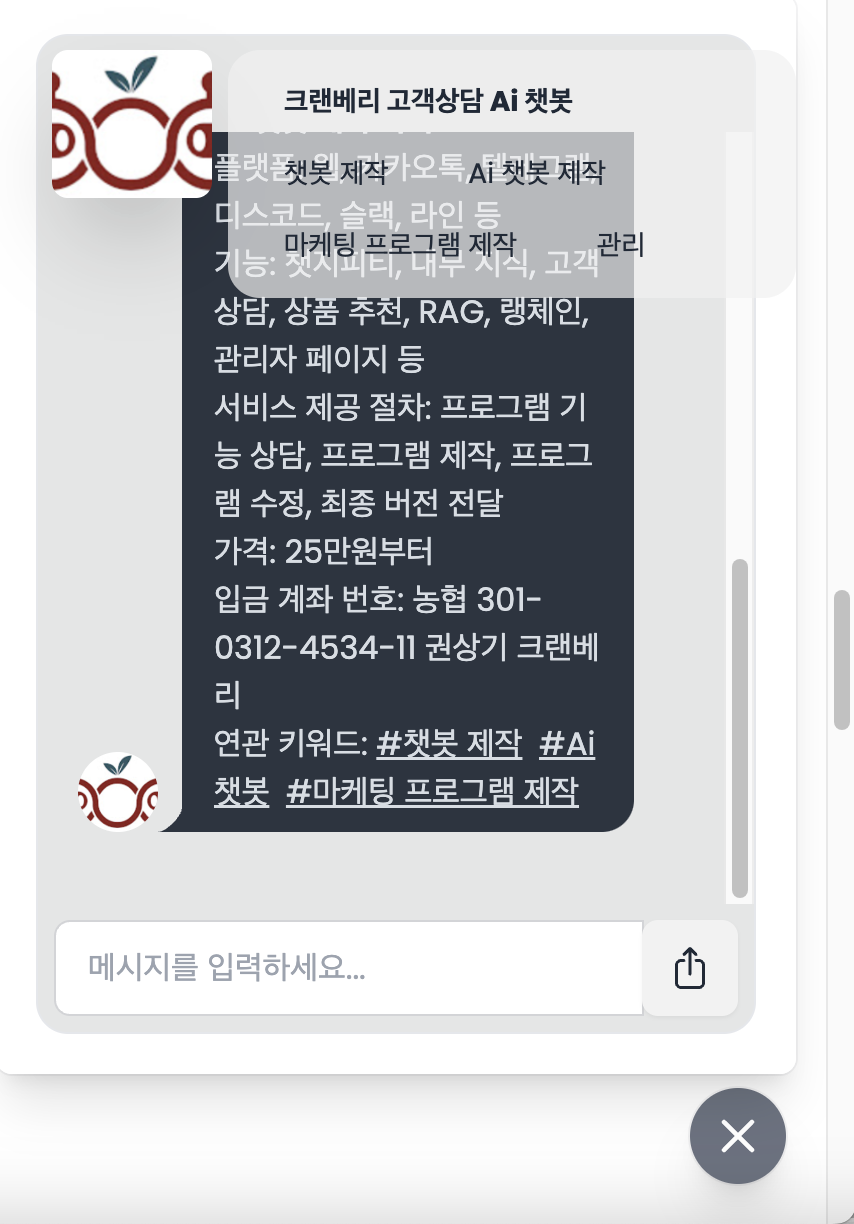 크랜베리 고객상담 Ai 챗봇
챗봇 제작 Ai 챗봇 제작
마케팅 프로그램 제작 관리
플랫폼: 웹, 카카오톡, 텔레그램,
디스코드, 슬랙, 라인 등
기능: 챗지피티, 내부 지식, 고객
상담, 상품 추천, RAG, 랭체인,
관리자 페이지 등
서비스 제공 절차: 프로그램 기
능 상담, 프로그램 제작, 프로그
램 수정, 최종 버전 전달
가격: 25만원부터
입금 계좌 번호: 농협 301-
0312-4534-11 권상기 크랜베
리
연관 키워드: #챗봇 제작 #Ai
챗봇 #마케팅 프로그램 제작
메시지를 입력하세요...